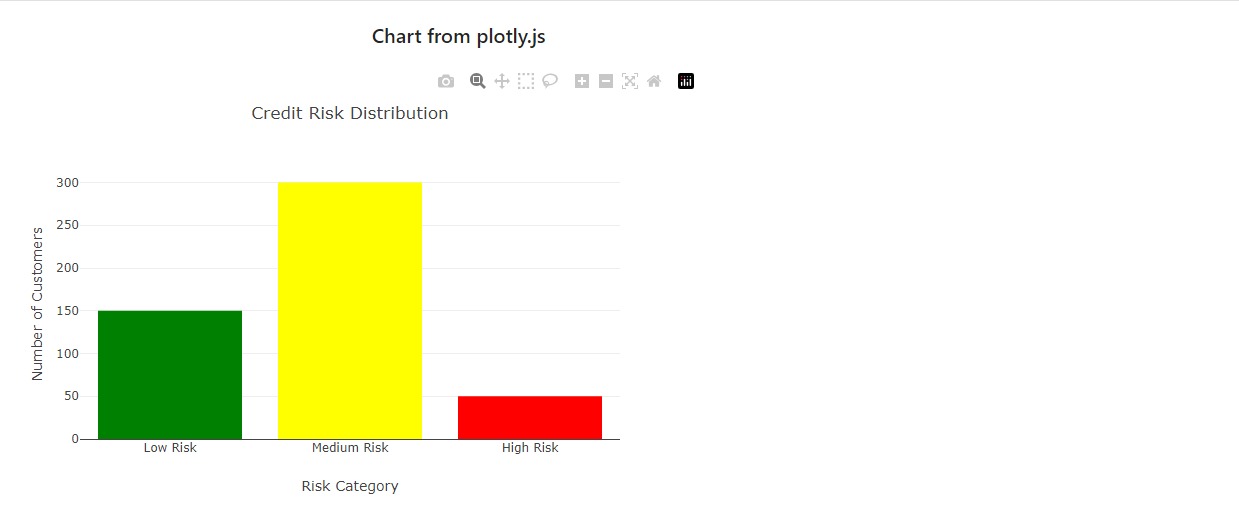 Chart from plotly.js
Credit Risk Distribution
300
250
200
150
100
50
0
Number of Customers
Low Risk Medium Risk High Risk
Risk Category